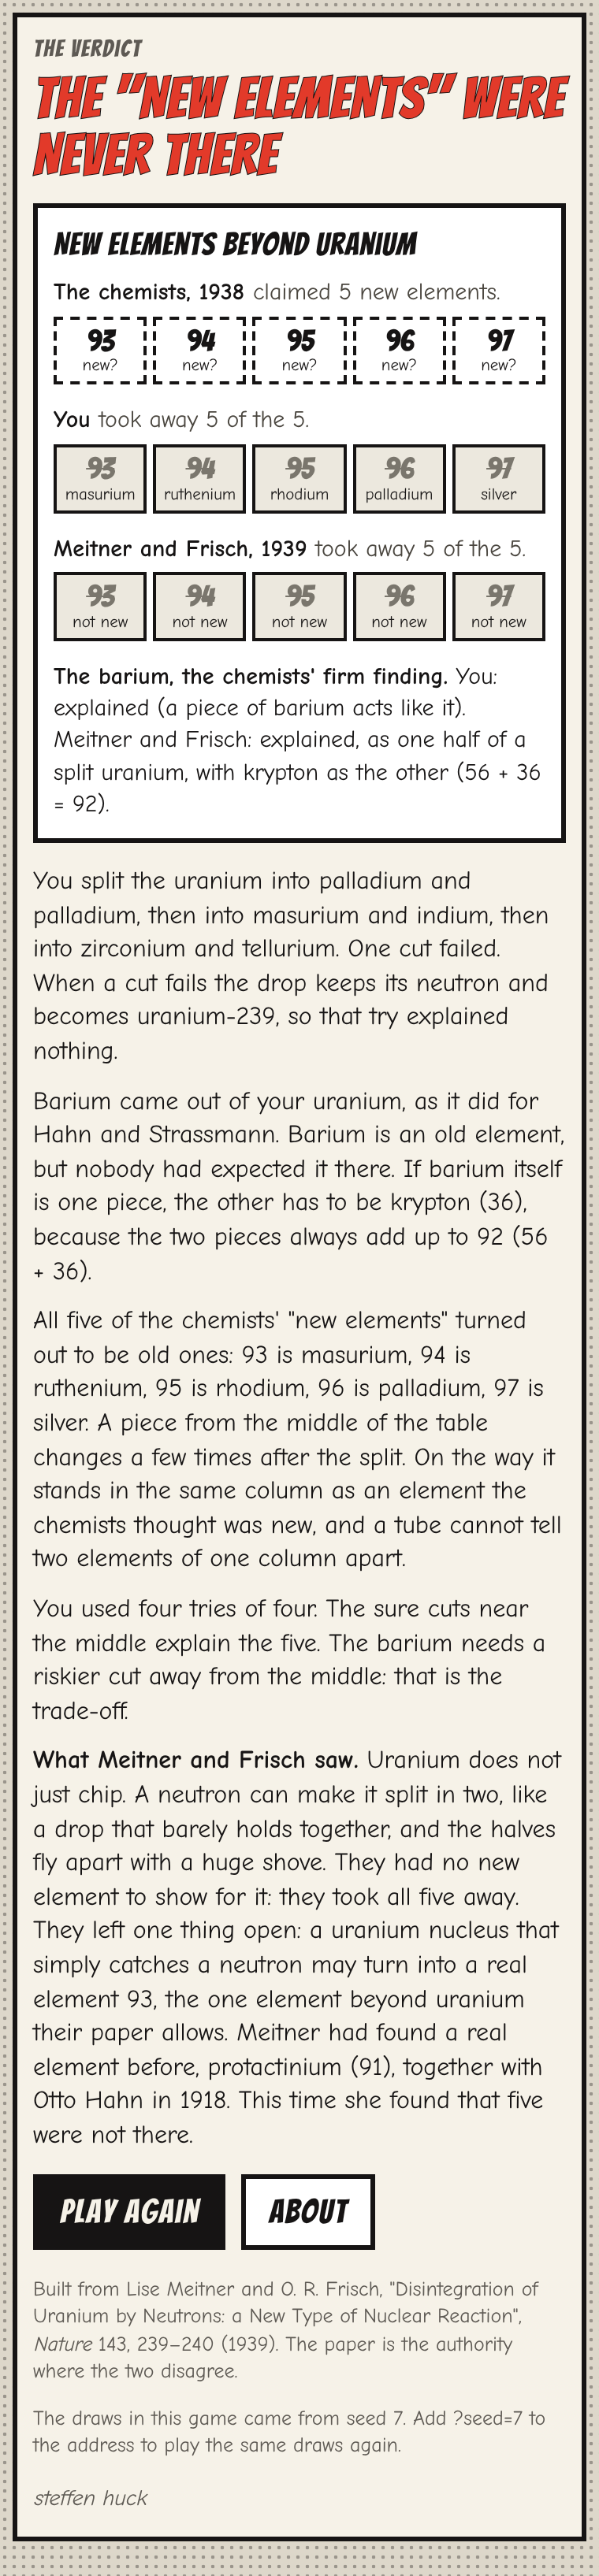 THE VERDICT
THE "NEW ELEMENTS" WERE
NEVER THERE
NEW ELEMENTS BEYOND URANIUM
The chemists, 1938 claimed 5 new elements.
93 94 95 96 97
new? new? new? new? new?
You took away 5 of the 5.
93 94 95 96 97
masurium ruthenium rhodium palladium silver
Meitner and Frisch, 1939 took away 5 of the 5.
93 94 95 96 97
not new not new not new not new not new
The barium, the chemists' firm finding. You:
explained (a piece of barium acts like it).
Meitner and Frisch: explained, as one half of a
split uranium, with krypton as the other (56 + 36
= 92).
You split the uranium into palladium and
palladium, then into masurium and indium, then
into zirconium and tellurium. One cut failed.
When a cut fails the drop keeps its neutron and
becomes uranium-239, so that try explained
nothing.
Barium came out of your uranium, as it did for
Hahn and Strassmann. Barium is an old element,
but nobody had expected it there. If barium itself
is one piece, the other has to be krypton (36),
because the two pieces always add up to 92 (56
+ 36).
All five of the chemists' "new elements" turned
out to be old ones: 93 is masurium, 94 is
ruthenium, 95 is rhodium, 96 is palladium, 97 is
silver. A piece from the middle of the table
changes a few times after the split. On the way it
stands in the same column as an element the
chemists thought was new, and a tube cannot tell
two elements of one column apart.
You used four tries of four. The sure cuts near
the middle explain the five. The barium needs a
riskier cut away from the middle: that is the
trade-off.
What Meitner and Frisch saw. Uranium does not
just chip. A neutron can make it split in two, like
a drop that barely holds together, and the halves
fly apart with a huge shove. They had no new
element to show for it: they took all five away.
They left one thing open: a uranium nucleus that
simply catches a neutron may turn into a real
element 93, the one element beyond uranium
their paper allows. Meitner had found a real
element before, protactinium (91), together with
Otto Hahn in 1918. This time she found that five
were not there.
PLAY AGAIN ABOUT
Built from Lise Meitner and O. R. Frisch, "Disintegration of
Uranium by Neutrons: a New Type of Nuclear Reaction",
Nature 143, 239–240 (1939). The paper is the authority
where the two disagree.
The draws in this game came from seed 7. Add ?seed=7 to
the address to play the same draws again.
steffen huck